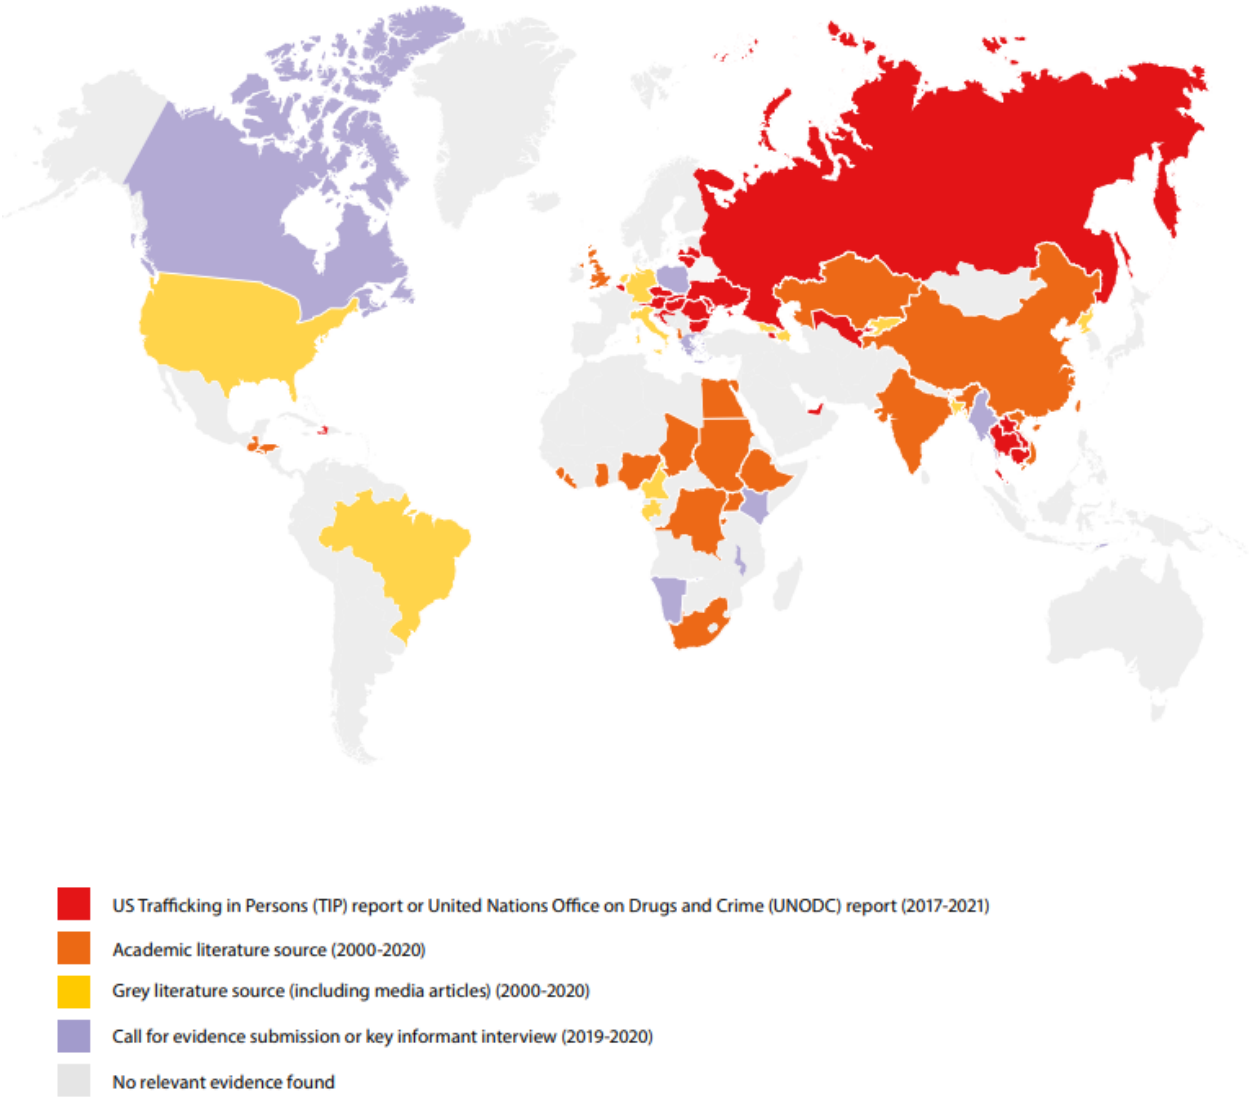 US Trafficking in Persons (TIP) report or United Nations Office on Drugs and Crime (UNODC) report (2017-2021)
Academic literature source (2000-2020)
Grey literature source (including media articles) (2000-2020)
Call for evidence submission or key informant interview (2019-2020)
No relevant evidence found